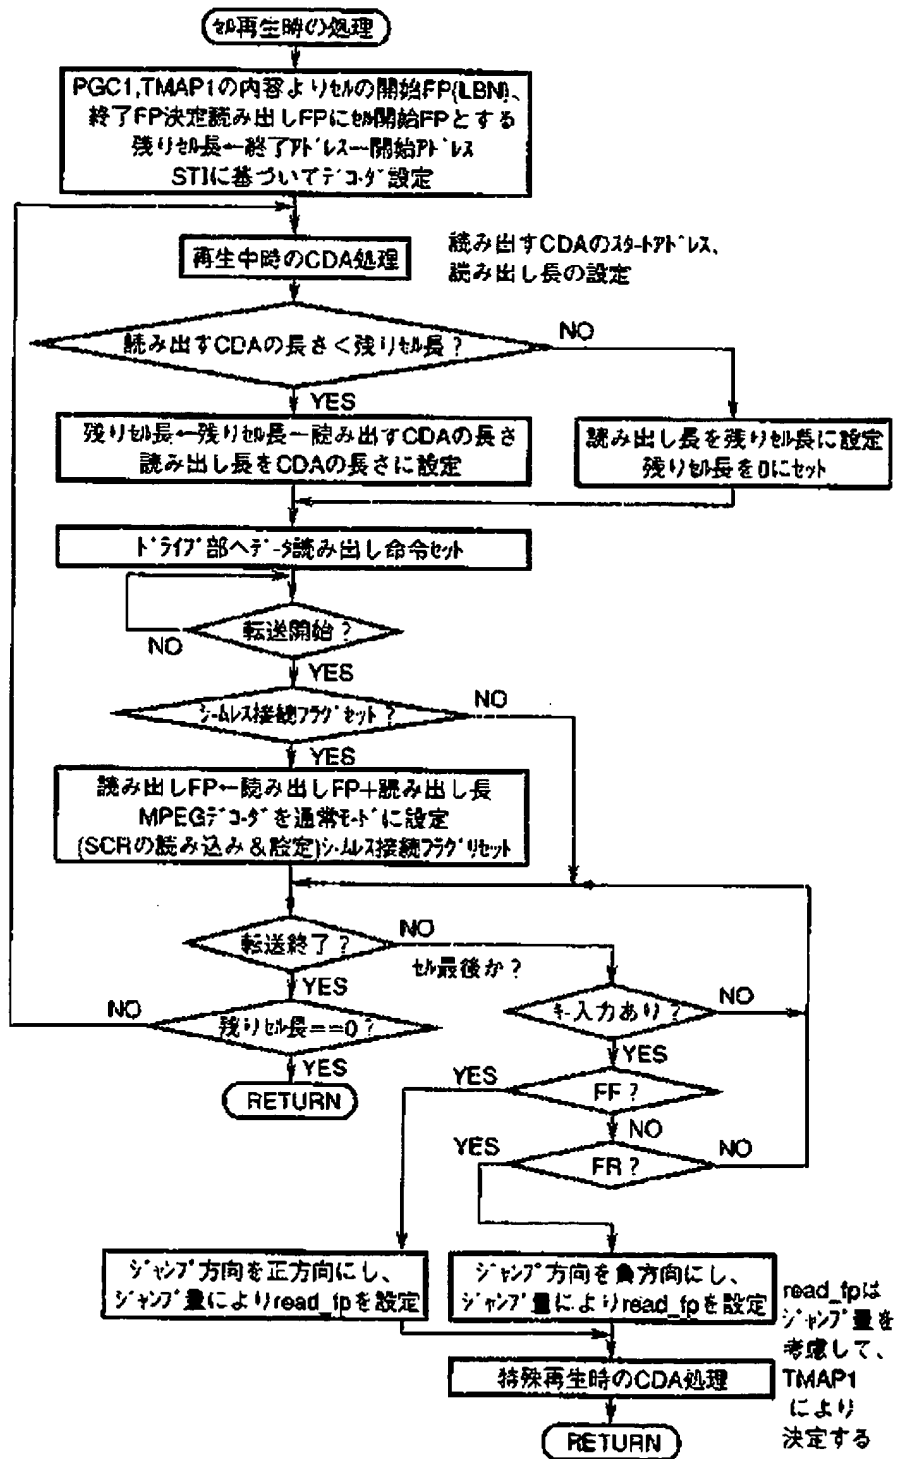 ｾﾙ再生時の処理
PGC1,TMAP1の内容よりｾﾙの開始FP(LBN)、
終了FP決定読み出しFPにｾﾙ開始FPとする
残りｾﾙ長←終了ｱﾄﾞﾚｽ－開始ｱﾄﾞﾚｽ
STIに基づいてﾃﾞｺｰﾀﾞ設定
再生中時のCDA処理
読み出すCDAのｽﾀｰﾄｱﾄﾞﾚｽ、
読み出し長の設定
読み出すCDAの長さ<残りｾﾙ長?
NO
YES
残りｾﾙ長←残りｾﾙ長－読み出すCDAの長さ
読み出し長をCDAの長さに設定
読み出し長を残りｾﾙ長に設定
残りｾﾙ長を0にｾｯﾄ
ﾄﾞﾗｲﾌﾞ部へﾃﾞｰﾀ読み出し命令ｾｯﾄ
転送開始?
NO
YES
ｼｰﾑﾚｽ接続ﾌﾗｸﾞｾｯﾄ?
NO
YES
読み出しFP←読み出しFP+読み出し長
MPEGﾃﾞｺｰﾀﾞを通常ﾓｰﾄﾞに設定
(SCRの読み込み&設定)ｼｰﾑﾚｽ接続ﾌﾗｸﾞﾘｾｯﾄ
転送終了?
NO
ｾﾙ最後か?
YES
NO
残りｾﾙ長==0?
YES
RETURN
ｷｰ入力あり?
NO
YES
FF?
YES
NO
FR?
YES
NO
ｼﾞｬﾝﾌﾟ方向を正方向にし、
ｼﾞｬﾝﾌﾟ量によりread_fpを設定
ｼﾞｬﾝﾌﾟ方向を負方向にし、
ｼﾞｬﾝﾌﾟ量によりread_fpを設定
read_fpは
ｼﾞｬﾝﾌﾟ量を
考慮して、
TMAP1
により
決定する
特殊再生時のCDA処理
RETURN